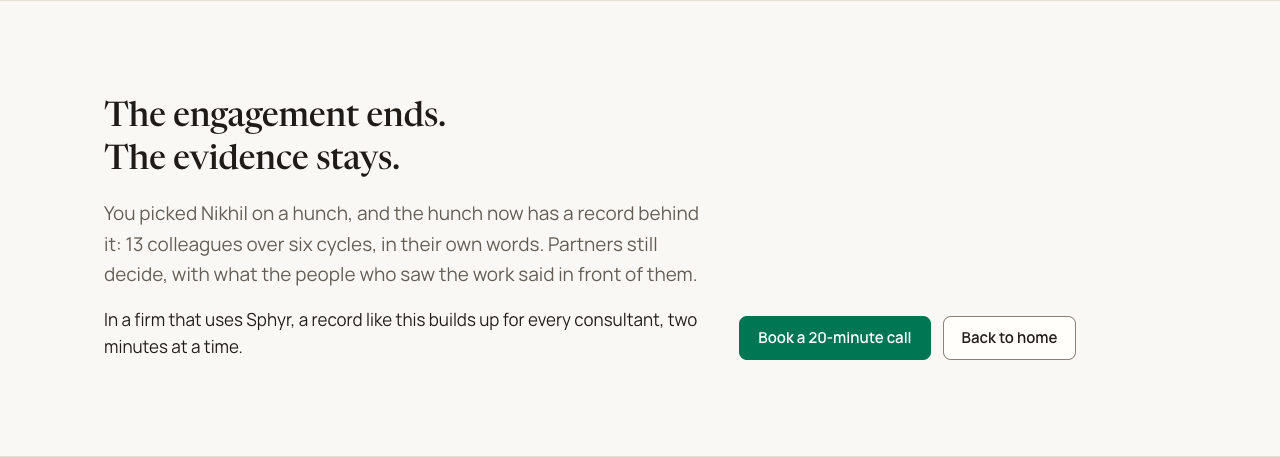 The engagement ends.
The evidence stays.
You picked Nikhil on a hunch, and the hunch now has a record behind
it: 13 colleagues over six cycles, in their own words. Partners still
decide, with what the people who saw the work said in front of them.
In a firm that uses Sphyr, a record like this builds up for every consultant, two
minutes at a time.
Book a 20-minute call
Back to home